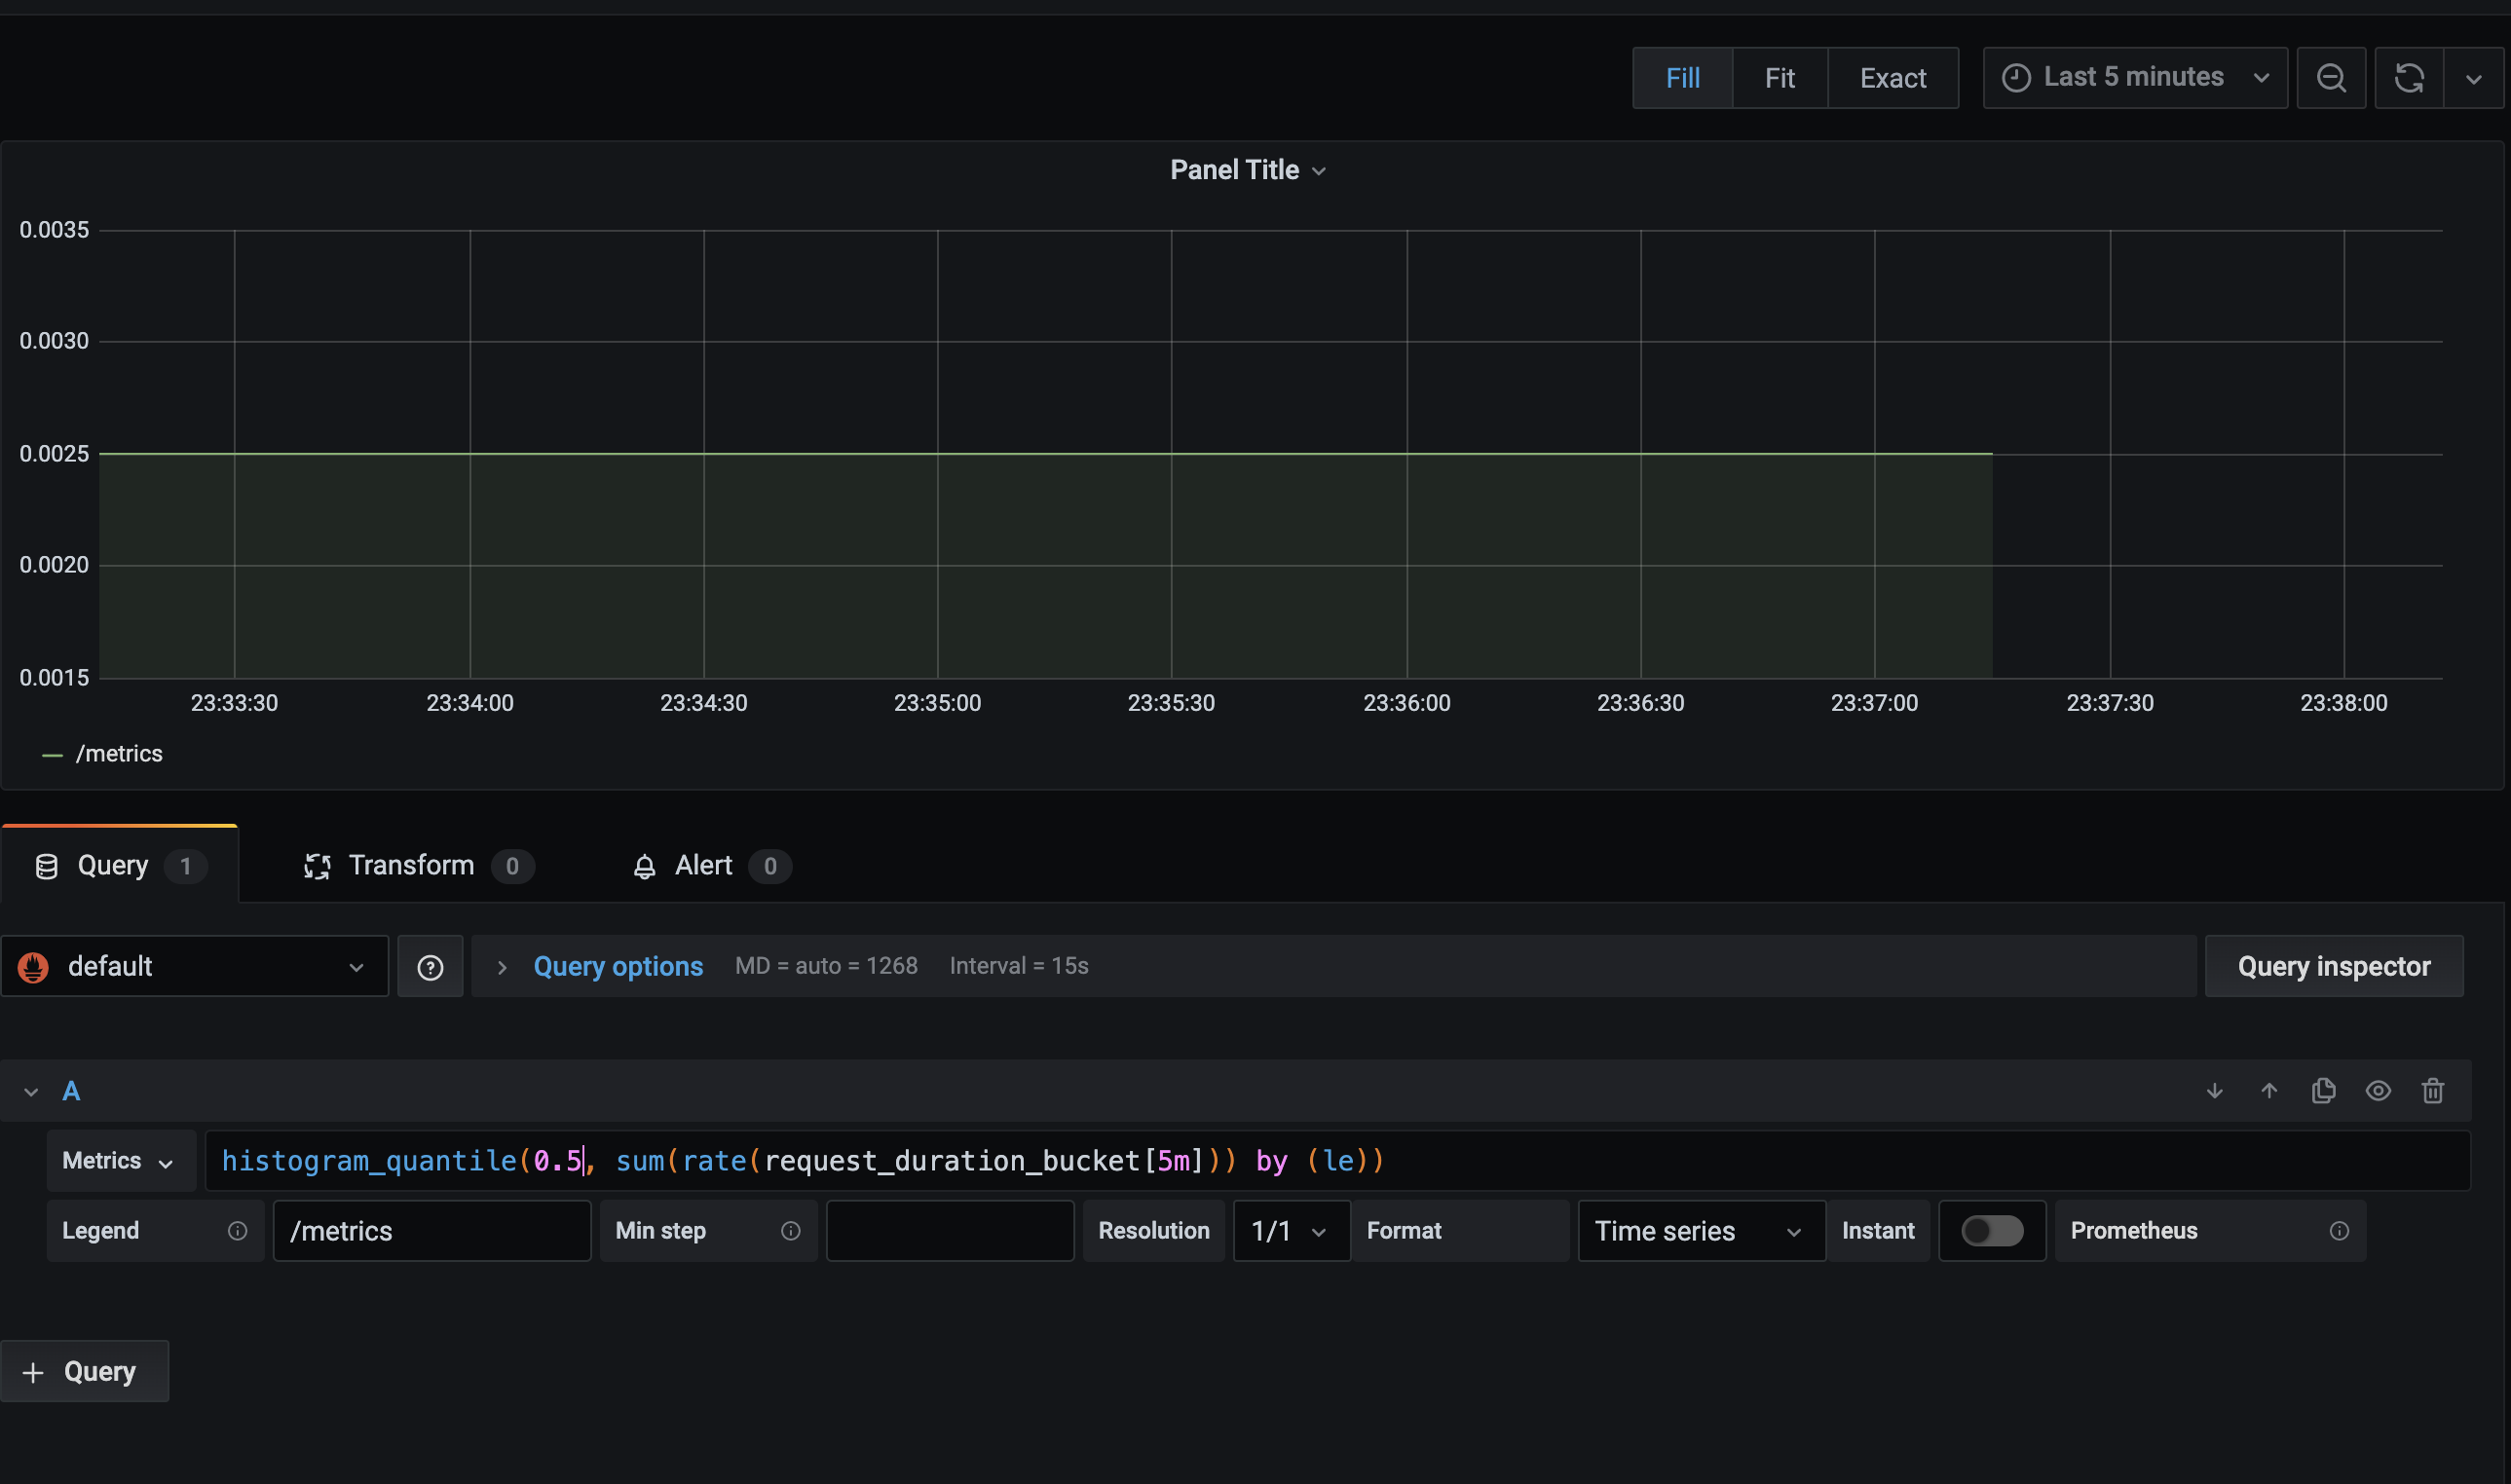 Fill Fit Exact Last 5 minutes
Panel Title
0.0035
0.0030
0.0025
0.0020
0.0015
23:33:30 23:34:00 23:34:30 23:35:00 23:35:30 23:36:00 23:36:30 23:37:00 23:37:30 23:38:00
/metrics
Query 1 Transform 0 Alert 0
default Query options MD = auto = 1268 Interval = 15s Query inspector
A
Metrics histogram_quantile(0.5, sum(rate(request_duration_bucket[5m])) by (le))
Legend /metrics Min step Resolution 1/1 Format Time series Instant Prometheus
+ Query